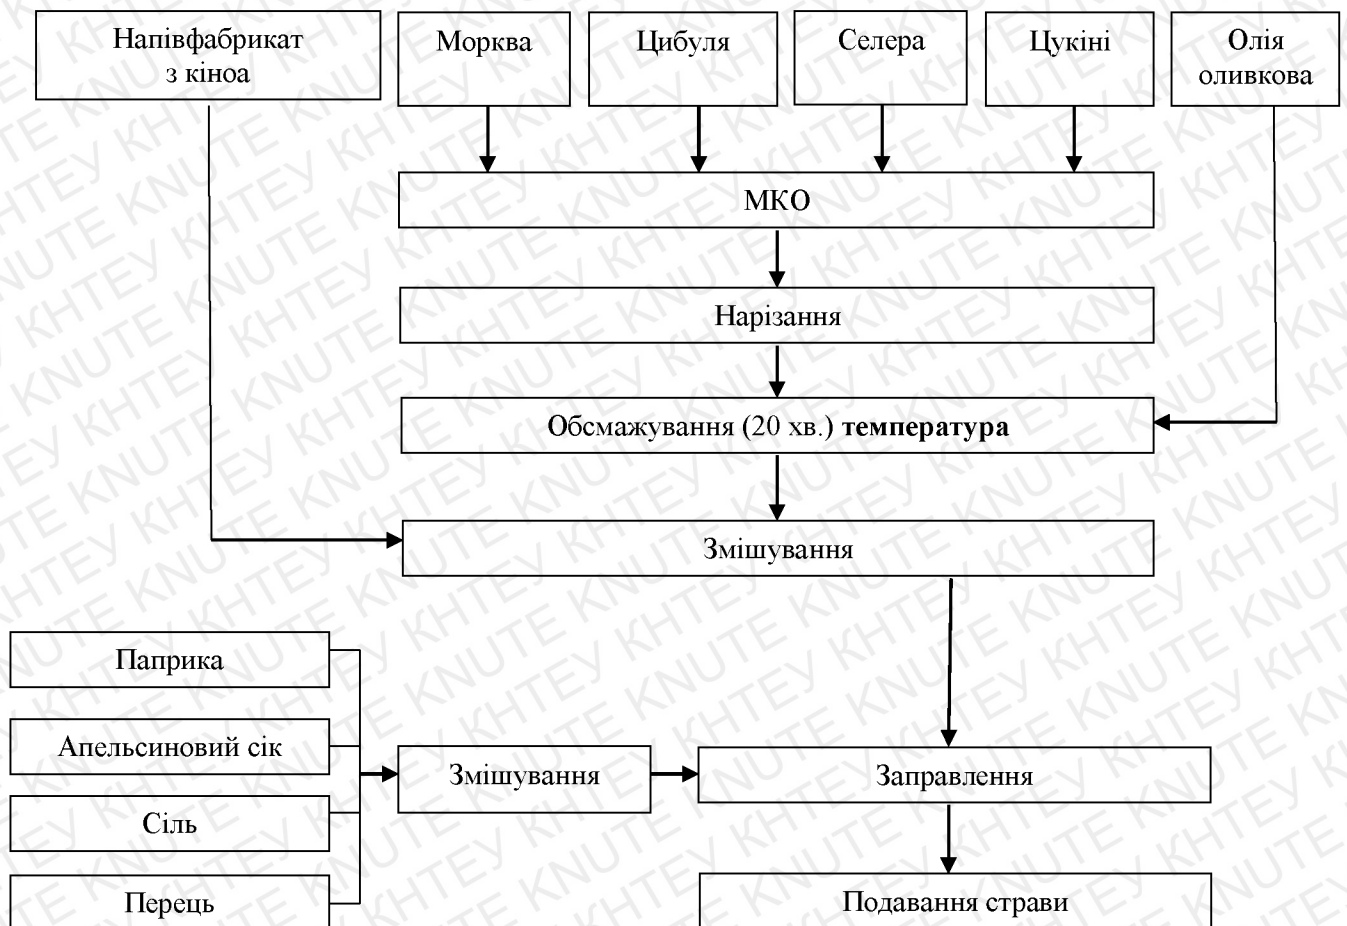 Напівфабрикат
з кіноа
Морква
Цибуля
Селера
Цукіні
Олія
оливкова
МКО
Нарізання
Обсмажування (20 хв.) температура
Змішування
Паприка
Апельсиновий сік
Сіль
Перець
Змішування
Заправлення
Подавання страви